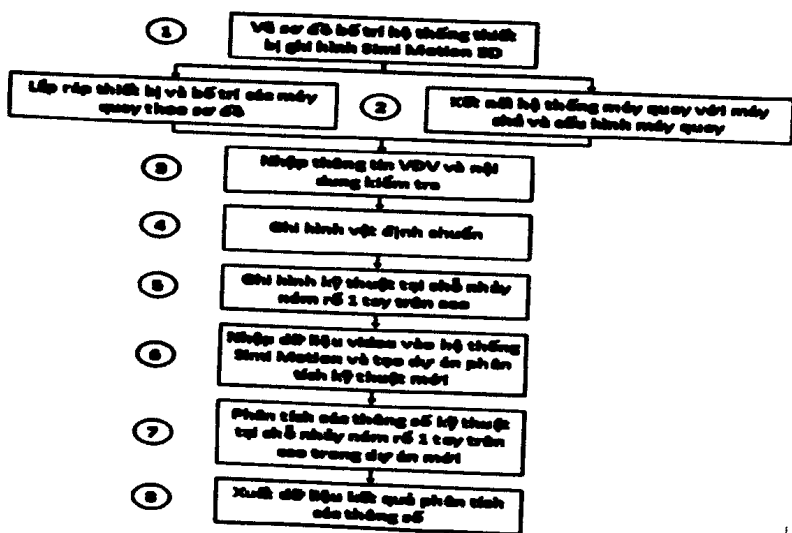 1
Vẽ sơ đồ bố trí hệ thống thiết
bị ghi hình Simi Motion 3D
Lắp ráp thiết bị và bố trí các máy
quay theo sơ đồ
2
Kết nối hệ thống máy quay với máy
chủ và cấu hình máy quay
3
Nhập thông tin VĐV và nội
dung kiểm tra
4
Ghi hình vật định chuẩn
5
Ghi hình kỹ thuật tại chỗ nhảy
ném rổ 1 tay trên cao
6
Nhập dữ liệu video vào hệ thống
Simi Motion và tạo dự án phân
tích kỹ thuật mới
7
Phân tích các thông số kỹ thuật
tại chỗ nhảy ném rổ 1 tay trên
cao trong dự án mới
8
Xuất dữ liệu kết quả phân tích
các thông số